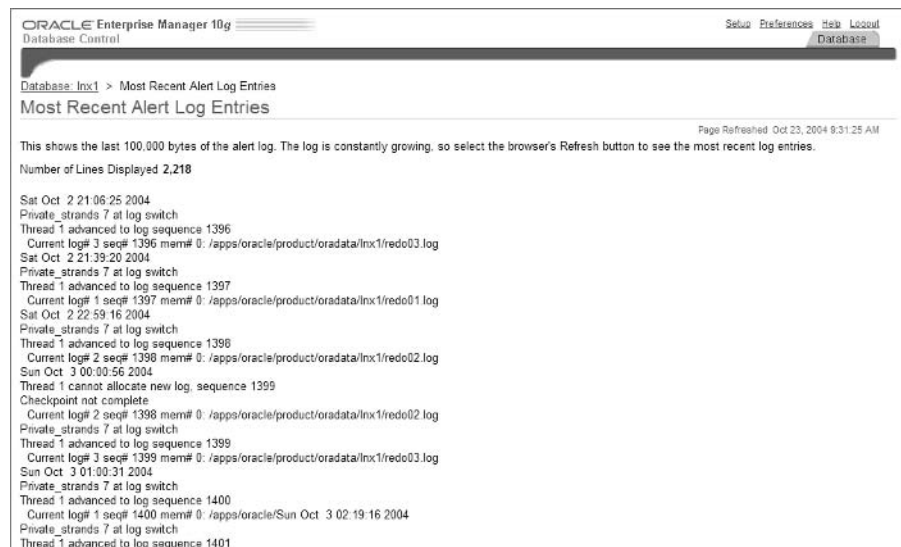 ORACLE Enterprise Manager 10g
Database Control
Setup Preferences Help Logout
Database
Database: lnx1 > Most Recent Alert Log Entries
Most Recent Alert Log Entries
Page Refreshed Oct 23, 2004 9:31:25 AM
This shows the last 100,000 bytes of the alert log. The log is constantly growing, so select the browser's Refresh button to see the most recent log entries.
Number of Lines Displayed 2,218
Sat Oct 2 21:06:25 2004
Private_strands 7 at log switch
Thread 1 advanced to log sequence 1396
Current log# 3 seq# 1396 mem# 0: /apps/oracle/product/oradata/lnx1/redo03.log
Sat Oct 2 21:39:20 2004
Private_strands 7 at log switch
Thread 1 advanced to log sequence 1397
Current log# 1 seq# 1397 mem# 0: /apps/oracle/product/oradata/lnx1/redo01.log
Sat Oct 2 22:59:16 2004
Private_strands 7 at log switch
Thread 1 advanced to log sequence 1398
Current log# 2 seq# 1398 mem# 0: /apps/oracle/product/oradata/lnx1/redo02.log
Sun Oct 3 00:00:56 2004
Thread 1 cannot allocate new log, sequence 1399
Checkpoint not complete
Current log# 2 seq# 1398 mem# 0: /apps/oracle/product/oradata/lnx1/redo02.log
Private_strands 7 at log switch
Thread 1 advanced to log sequence 1399
Current log# 3 seq# 1399 mem# 0: /apps/oracle/product/oradata/lnx1/redo03.log
Sun Oct 3 01:00:31 2004
Private_strands 7 at log switch
Thread 1 advanced to log sequence 1400
Current log# 1 seq# 1400 mem# 0: /apps/oracle/Sun Oct 3 02:19:16 2004
Private_strands 7 at log switch
Thread 1 advanced to log sequence 1401